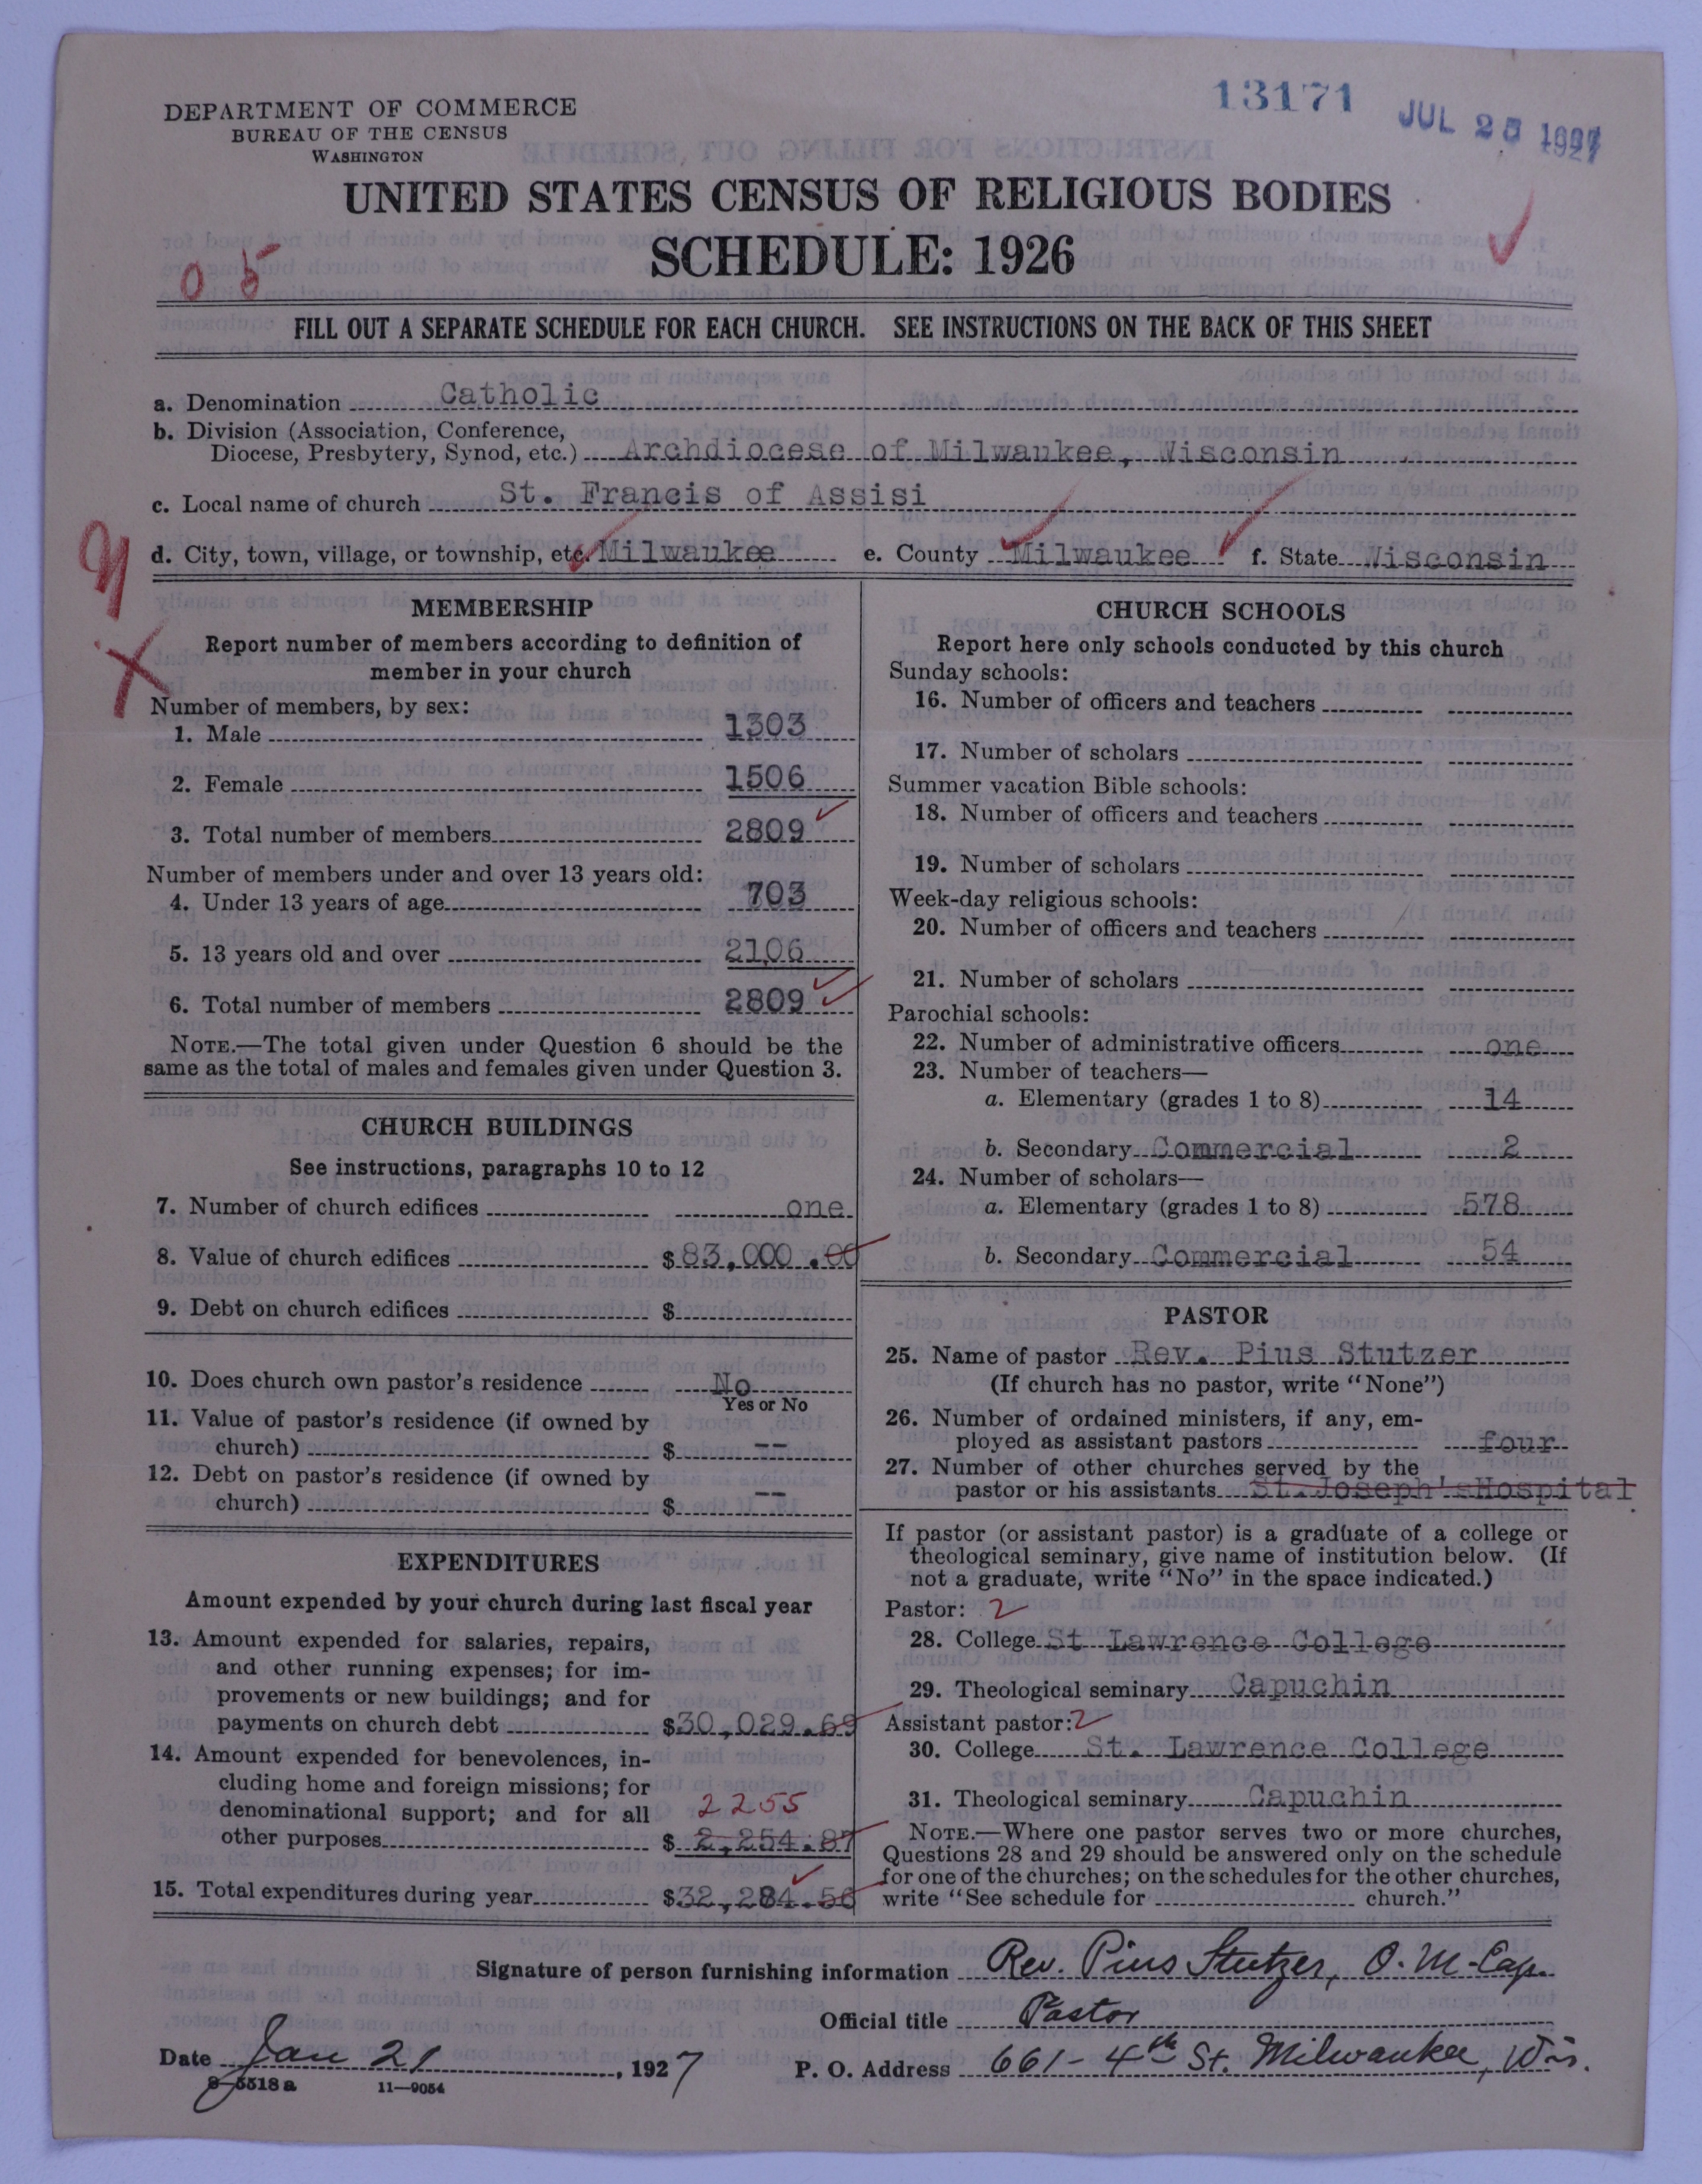 13171
JUL 25 1927
DEPARTMENT OF COMMERCE
BUREAU OF THE CENSUS
WASHINGTON
UNITED STATES CENSUS OF RELIGIOUS BODIES
SCHEDULE: 1926
0 5
FILL OUT A SEPARATE SCHEDULE FOR EACH CHURCH. SEE INSTRUCTIONS ON THE BACK OF THIS SHEET
a. Denomination Catholic
b. Division (Association, Conference,
Diocese, Presbytery, Synod, etc.) Archdiocese of Milwaukee, Wisconsin
c. Local name of church St. Francis of Assisi
d. City, town, village, or township, etc. Milwaukee e. County Milwaukee f. State Wisconsin
MEMBERSHIP
Report number of members according to definition of
member in your church
Number of members, by sex:
1. Male 1303
2. Female 1506
3. Total number of members 2809
Number of members under and over 13 years old:
4. Under 13 years of age 703
5. 13 years old and over 2106
6. Total number of members 2809
NOTE.—The total given under Question 6 should be the
same as the total of males and females given under Question 3.
CHURCH BUILDINGS
See instructions, paragraphs 10 to 12
7. Number of church edifices one
8. Value of church edifices $83,000.00
9. Debt on church edifices $
10. Does church own pastor's residence No
Yes or No
11. Value of pastor's residence (if owned by
church) $ --
12. Debt on pastor's residence (if owned by
church) $ --
EXPENDITURES
Amount expended by your church during last fiscal year
13. Amount expended for salaries, repairs,
and other running expenses; for im-
provements or new buildings; and for
payments on church debt $30,029.69
14. Amount expended for benevolences, in-
cluding home and foreign missions; for
denominational support; and for all 2255
other purposes $ 2,254.87
15. Total expenditures during year $32,284.56
CHURCH SCHOOLS
Report here only schools conducted by this church
Sunday schools:
16. Number of officers and teachers
17. Number of scholars
Summer vacation Bible schools:
18. Number of officers and teachers
19. Number of scholars
Week-day religious schools:
20. Number of officers and teachers
21. Number of scholars
Parochial schools:
22. Number of administrative officers one
23. Number of teachers—
a. Elementary (grades 1 to 8) 14
b. Secondary Commercial 2
24. Number of scholars—
a. Elementary (grades 1 to 8) 578
b. Secondary Commercial 54
PASTOR
25. Name of pastor Rev. Pius Stutzer
(If church has no pastor, write "None")
26. Number of ordained ministers, if any, em-
ployed as assistant pastors four
27. Number of other churches served by the
pastor or his assistants St. Joseph's Hospital
If pastor (or assistant pastor) is a graduate of a college or
theological seminary, give name of institution below. (If
not a graduate, write "No" in the space indicated.)
Pastor: 2
28. College St Lawrence College
29. Theological seminary Capuchin
Assistant pastor: 2
30. College St. Lawrence College
31. Theological seminary Capuchin
NOTE.—Where one pastor serves two or more churches,
Questions 28 and 29 should be answered only on the schedule
for one of the churches; on the schedules for the other churches,
write "See schedule for church."
Signature of person furnishing information Rev. Pius Stutzer, O.M.Cap.
Official title Pastor
Date Jan 21, 1927 P. O. Address 661-4th St. Milwaukee, Wis.
8-5518a 11—9054